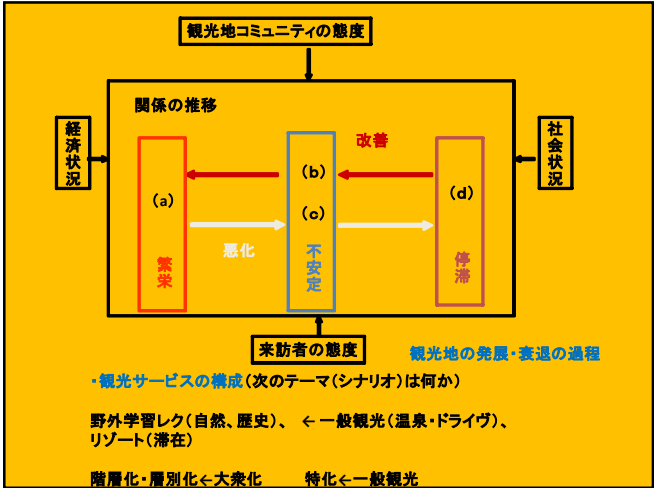 観光地コミュニティの態度
関係の推移
経済状況
社会状況
改善
(a)
(b)
(c)
(d)
悪化
繁栄
不安定
停滞
来訪者の態度
観光地の発展・衰退の過程
・観光サービスの構成(次のテーマ(シナリオ)は何か)
野外学習レク(自然、歴史)、 ←一般観光(温泉・ドライヴ)、
リゾート(滞在)
階層化・層別化←大衆化 特化←一般観光